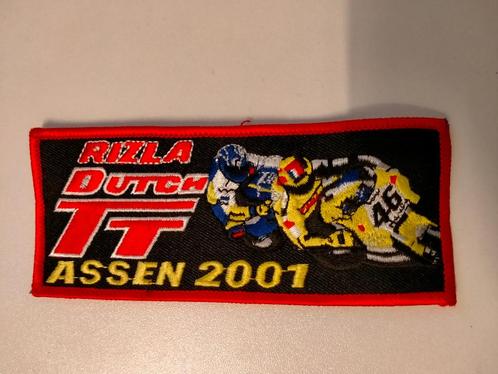 RIZLA
DUTCH
TT
ASSEN 2001
46